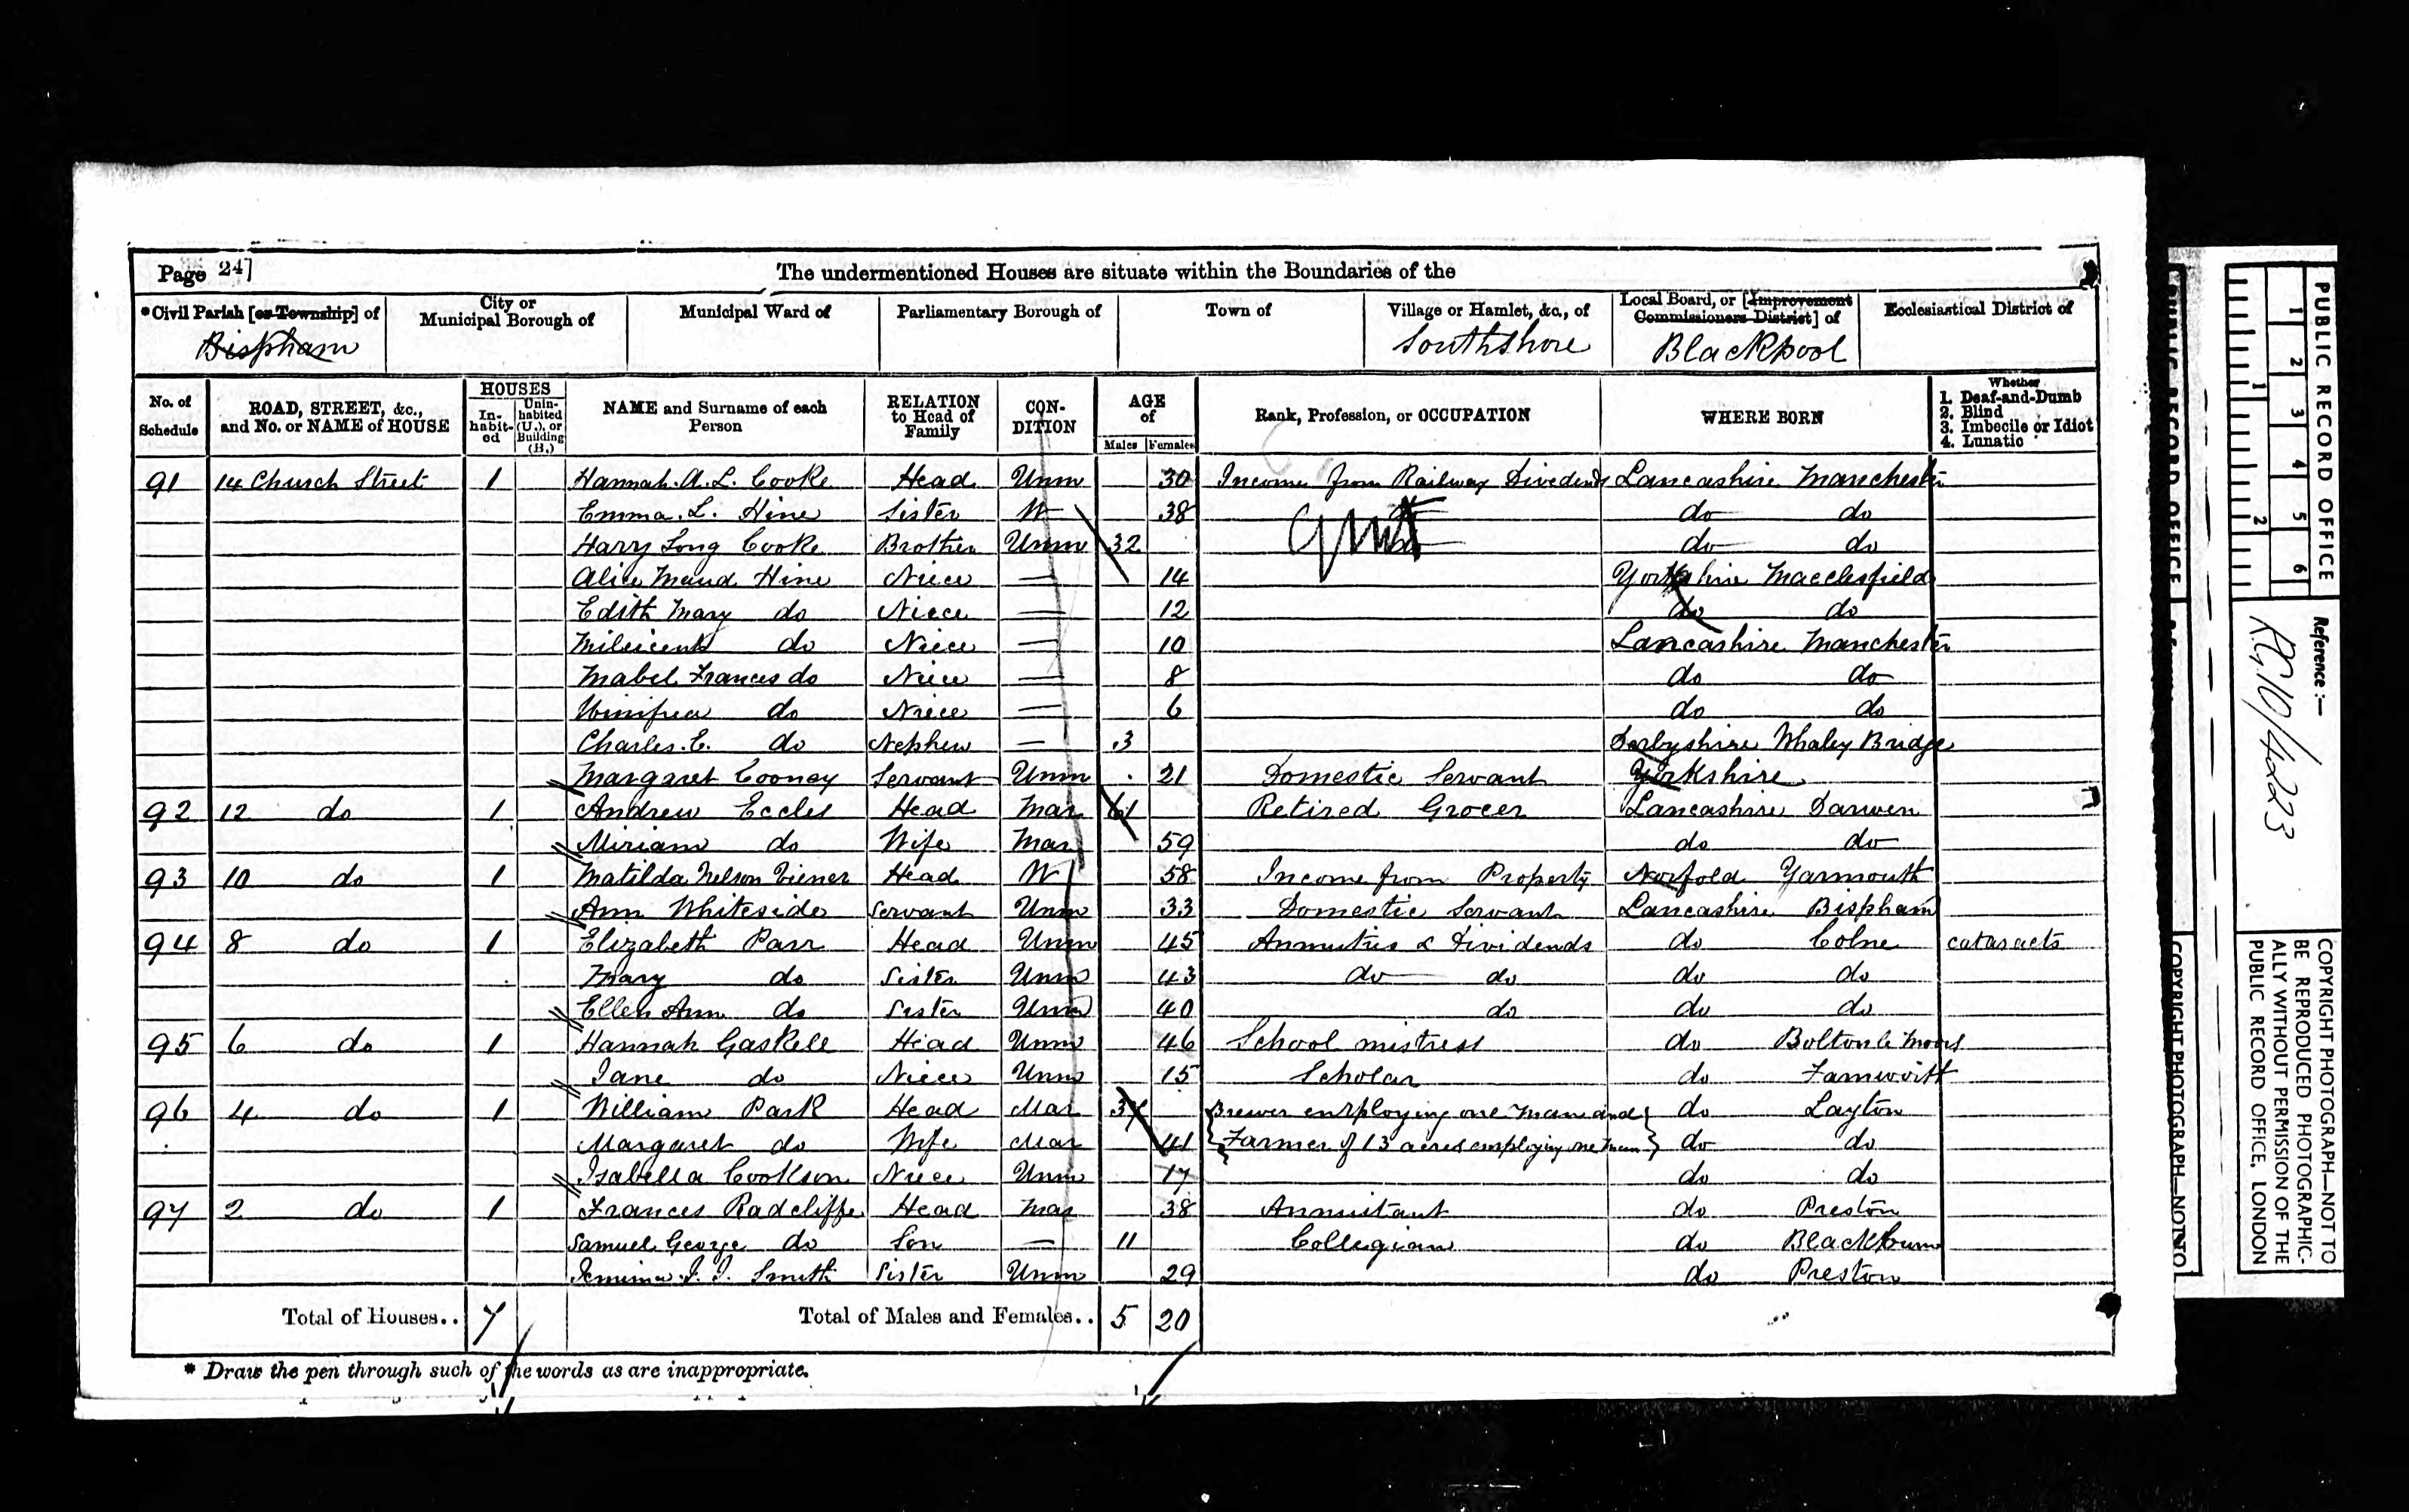 Page 24]
The undermentioned Houses are situate within the Boundaries of the
*Civil Parish [or Township] of
City or Municipal Borough of
Municipal Ward of
Parliamentary Borough of
Town of
Village or Hamlet, &c., of
Local Board, or [Improvement Commissioners District] of
Ecclesiastical District of
Bispham Southshore Blackpool
No. of Schedule
ROAD, STREET, &c., and No. or NAME of HOUSE
HOUSES
In-habit-ed
Unin-habited (U.), or Building (B.)
NAME and Surname of each Person
RELATION to Head of Family
CON-DITION
AGE of
Males Females
Rank, Profession, or OCCUPATION
WHERE BORN
Whether
1. Deaf-and-Dumb
2. Blind
3. Imbecile or Idiot
4. Lunatic
91 14 Church Street 1 Hannah. A. L. Cooke Head Unm 30 Income from Railway Dividends Lancashire Manchester
Emma. L. Hine Sister W 38 do do do
Harry Long Cooke Brother Unm 32 do do do
Alice Maud Hine Niece — 14 Yorkshire Macclesfield
Edith Mary do Niece — 12 do do
Milicent do Niece — 10 Lancashire Manchester
Mabel Frances do Niece — 8 do do
Winifred do Niece — 6 do do
Charles. E. do Nephew — 3 Derbyshire Whaley Bridge
Margaret Cooney Servant Unm 21 Domestic Servant Yorkshire
92 12 do 1 Andrew Eccles Head Mar 61 Retired Grocer Lancashire Darwen
Miriam do Wife Mar 59 do do
93 10 do 1 Matilda Nelson Viener Head W 58 Income from Property Norfold Yarmouth
Ann Whiteside Servant Unm 33 Domestic Servant Lancashire Bispham
94 8 do 1 Elizabeth Parr Head Unm 45 Annuties & Dividends do Colne cataracts
Mary do Sister Unm 43 do do do do
Ellen Ann do Sister Unm 40 do do do
95 6 do 1 Hannah Gaskell Head Unm 46 School mistress do Bolton le Moors
Jane do Niece Unm 15 Scholar do Farnworth
96 4 do 1 William Park Head Mar 37 Brewer employing one man and do Layton
Margaret do Wife Mar 41 Farmer of 13 acres employing one man do do
Isabella Cookson Niece Unm 17 do do
97 2 do 1 Frances Radcliffe Head Mar 38 Annuitant do Preston
Samuel George do Son — 11 Collegian do Blackburn
Jemima J. J. Smith Sister Unm 29 do Preston
Total of Houses.. 7 Total of Males and Females.. 5 20
* Draw the pen through such of the words as are inappropriate.
PUBLIC RECORD OFFICE
1 2 3 4 5 6
1 2
Reference:—
RG 10/4223
COPYRIGHT PHOTOGRAPH—NOT TO
BE REPRODUCED PHOTOGRAPHIC-
ALLY WITHOUT PERMISSION OF THE
PUBLIC RECORD OFFICE, LONDON
PUBLIC RECORD OFFICE
COPYRIGHT PHOTOGRAPH—NOT TO